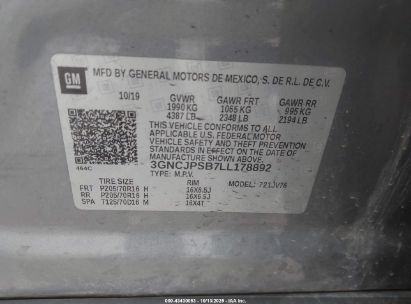 GM
MFD BY GENERAL MOTORS DE MEXICO, S. DE R.L. DE C.V.
10/19 GVWR GAWR FRT GAWR RR
1990 KG 1065 KG 995 KG
4387 LB 2348 LB 2194 LB
THIS VEHICLE CONFORMS TO ALL
APPLICABLE U.S. FEDERAL MOTOR
VEHICLE SAFETY AND THEFT
PREVENTION STANDARDS IN EFFECT ON
THE DATE OF MANUFACTURE SHOWN ABOVE.
3GNCJPSB7LL178892
TYPE: M.P.V. MODEL: 721JV76
TIRE SIZE RIM
FRT P205/70R16 H 16X6.5J
RR P205/70R16 H 16X6.5J
SPA T125/70D16 M 16X4T